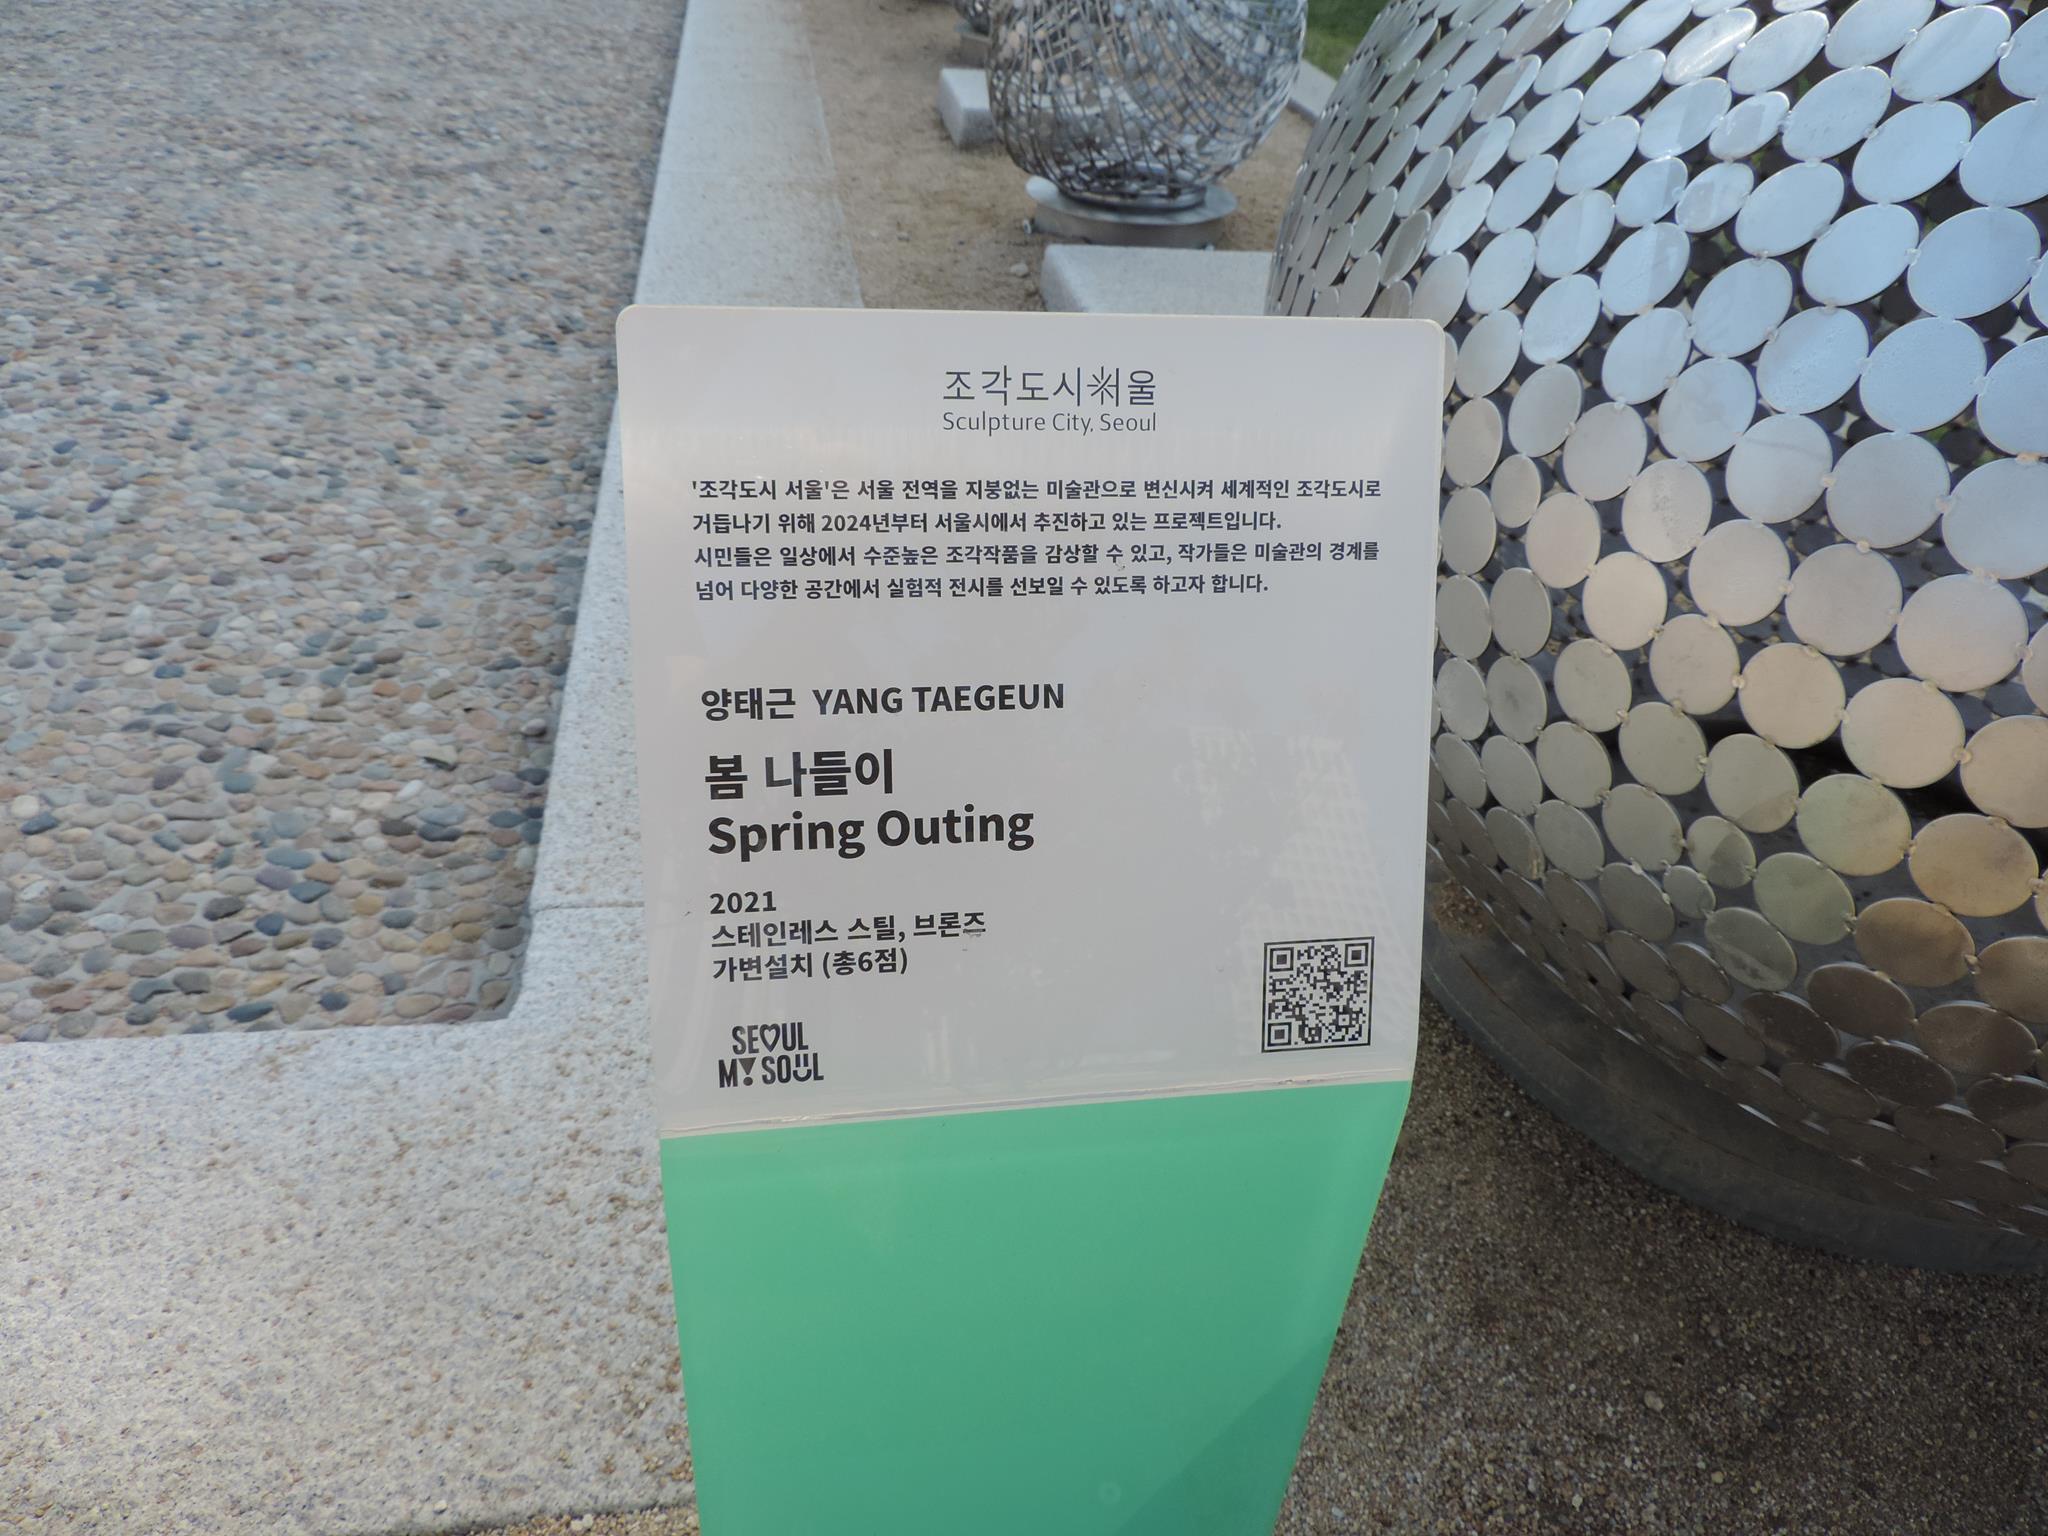 조각도시서울
Sculpture City, Seoul
'조각도시 서울'은 서울 전역을 지붕없는 미술관으로 변신시켜 세계적인 조각도시로
거듭나기 위해 2024년부터 서울시에서 추진하고 있는 프로젝트입니다.
시민들은 일상에서 수준높은 조각작품을 감상할 수 있고, 작가들은 미술관의 경계를
넘어 다양한 공간에서 실험적 전시를 선보일 수 있도록 하고자 합니다.
양태근 YANG TAEGEUN
봄 나들이
Spring Outing
2021
스테인레스 스틸, 브론즈
가변설치 (총6점)
SEOUL
MY SOUL